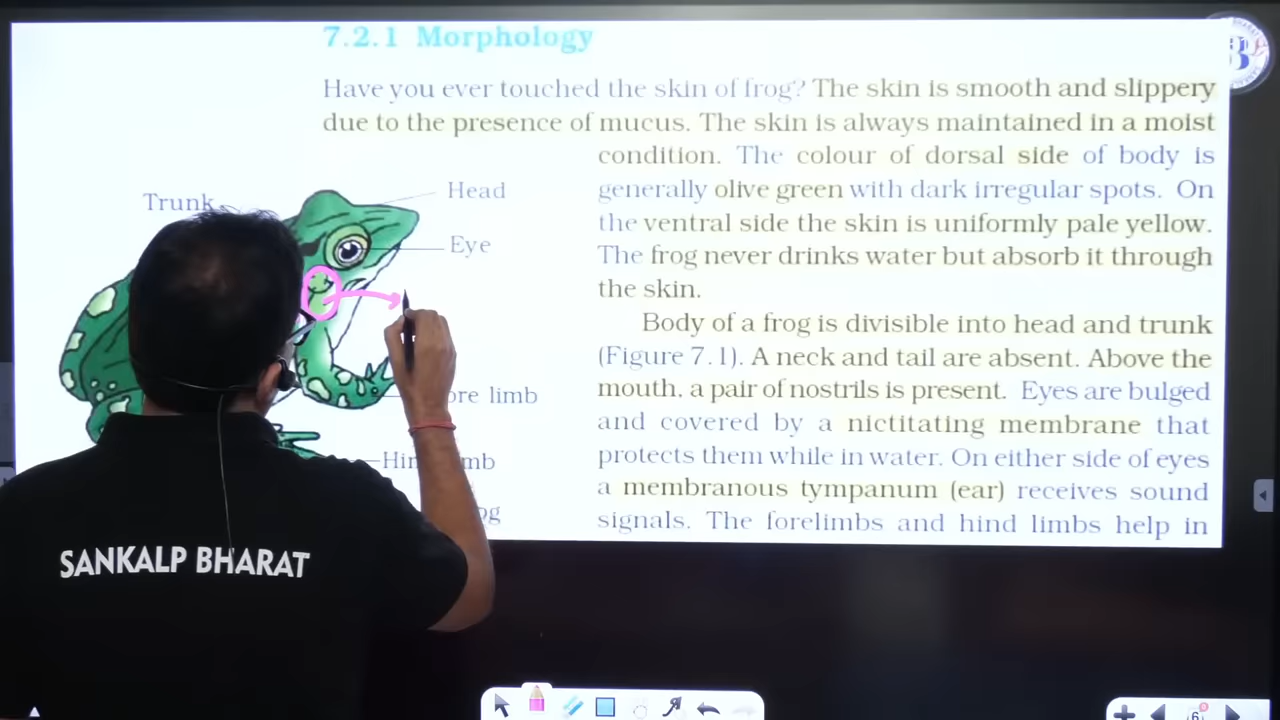 7.2.1 Morphology
Have you ever touched the skin of frog? The skin is smooth and slippery
due to the presence of mucus. The skin is always maintained in a moist
condition. The colour of dorsal side of body is
generally olive green with dark irregular spots. On
the ventral side the skin is uniformly pale yellow.
The frog never drinks water but absorb it through
the skin.
Body of a frog is divisible into head and trunk
(Figure 7.1). A neck and tail are absent. Above the
mouth, a pair of nostrils is present. Eyes are bulged
and covered by a nictitating membrane that
protects them while in water. On either side of eyes
a membranous tympanum (ear) receives sound
signals. The forelimbs and hind limbs help in
Trunk
Head
Eye
ore limb
Hin mb
og
SANKALP BHARAT
6